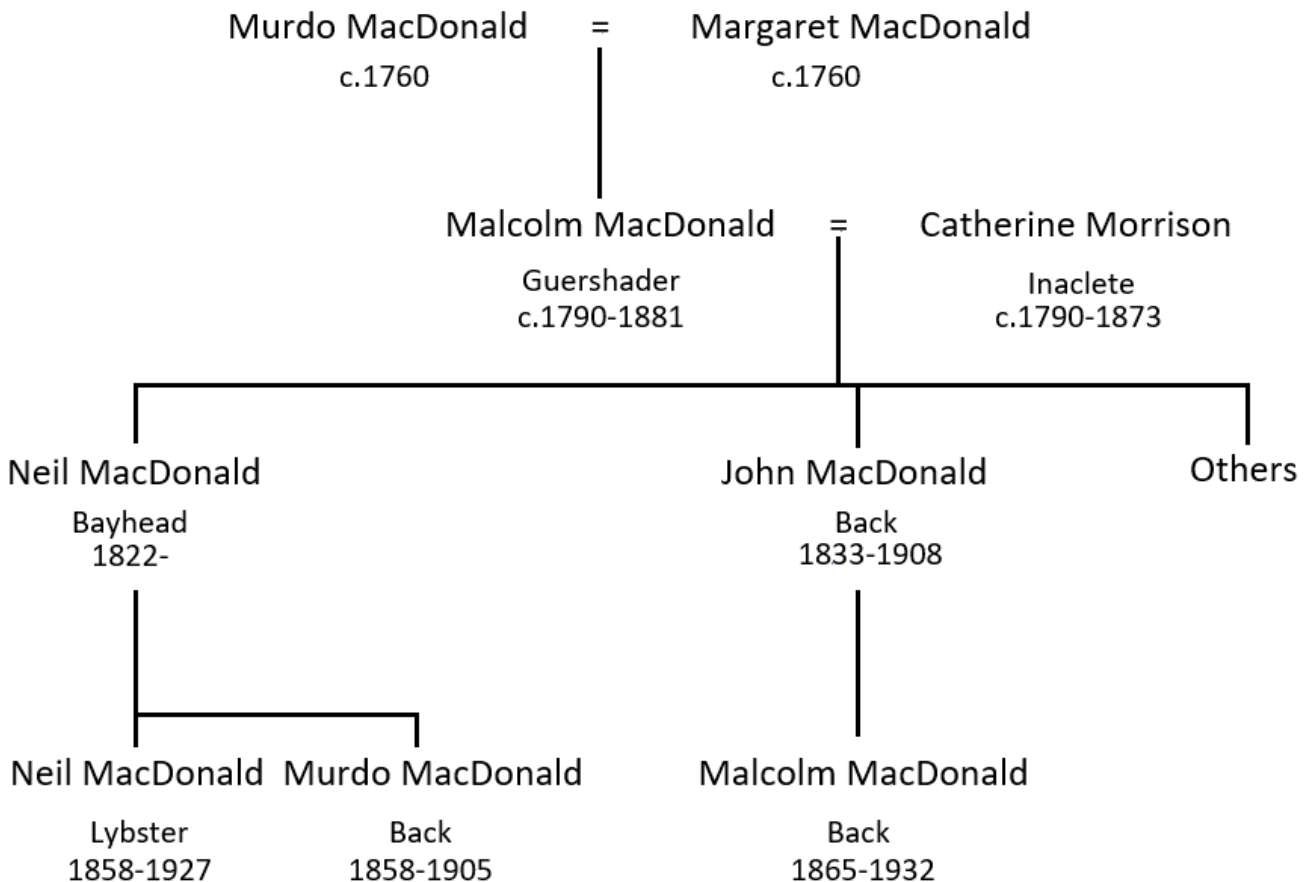 Murdo MacDonald = Margaret MacDonald
c.1760 c.1760
Malcolm MacDonald = Catherine Morrison
Guershader Inaclete
c.1790-1881 c.1790-1873
Neil MacDonald John MacDonald Others
Bayhead Back
1822- 1833-1908
Neil MacDonald Murdo MacDonald Malcolm MacDonald
Lybster Back Back
1858-1927 1858-1905 1865-1932